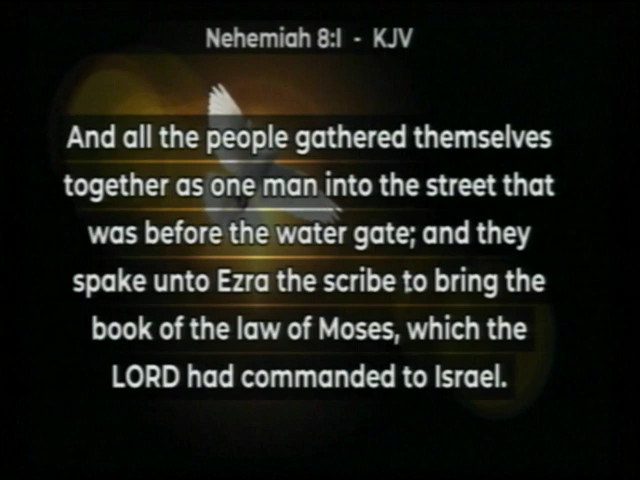 Nehemiah 8:1 - KJV
And all the people gathered themselves
together as one man into the street that
was before the water gate; and they
spake unto Ezra the scribe to bring the
book of the law of Moses, which the
LORD had commanded to Israel.